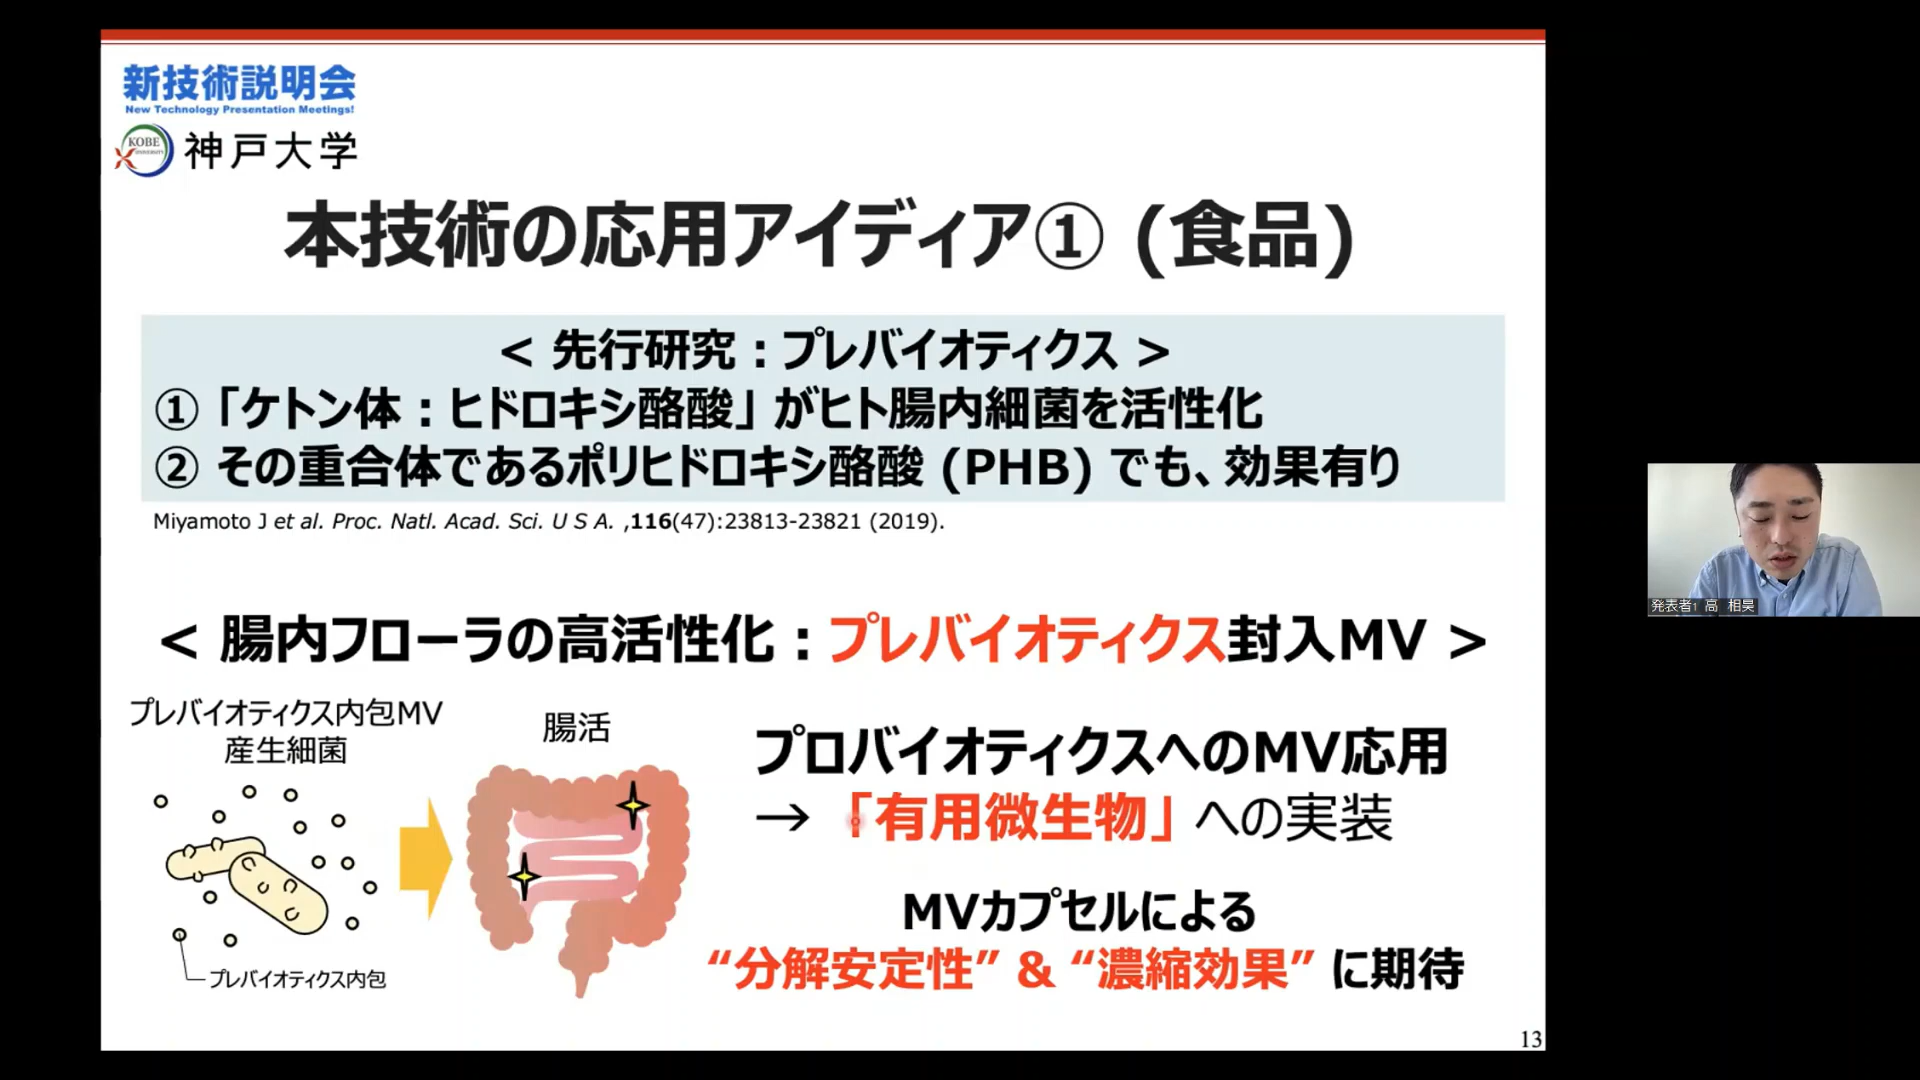 新技術説明会
New Technology Presentation Meetings!
KOBE
UNIVERSITY
神戸大学
本技術の応用アイディア① (食品)
< 先行研究：プレバイオティクス >
① 「ケトン体：ヒドロキシ酪酸」がヒト腸内細菌を活性化
② その重合体であるポリヒドロキシ酪酸 (PHB) でも、効果有り
Miyamoto J et al. Proc. Natl. Acad. Sci. U S A. ,116(47):23813-23821 (2019).
< 腸内フローラの高活性化：プレバイオティクス封入MV >
プレバイオティクス内包MV
産生細菌
プレバイオティクス内包
腸活
プロバイオティクスへのMV応用
→ 「有用微生物」への実装
MVカプセルによる
“分解安定性” & “濃縮効果” に期待
13
発表者1 高 相昊